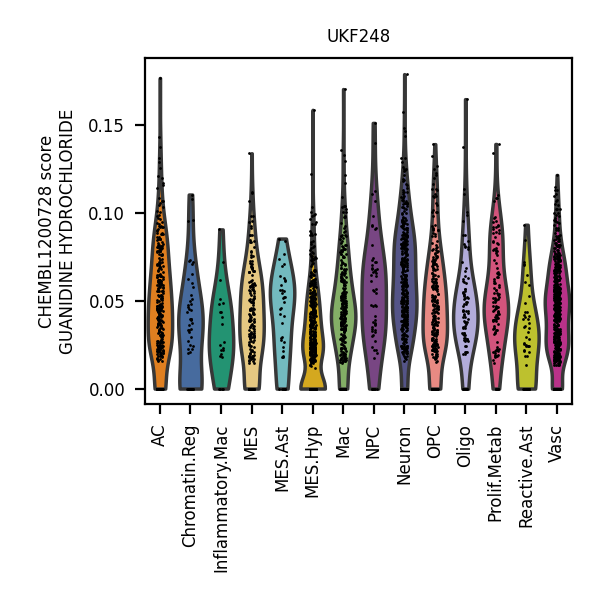 UKF248
CHEMBL1200728 score
GUANIDINE HYDROCHLORIDE
0.15
0.10
0.05
0.00
AC
Chromatin.Reg
Inflammatory.Mac
MES
MES.Ast
MES.Hyp
Mac
NPC
Neuron
OPC
Oligo
Prolif.Metab
Reactive.Ast
Vasc